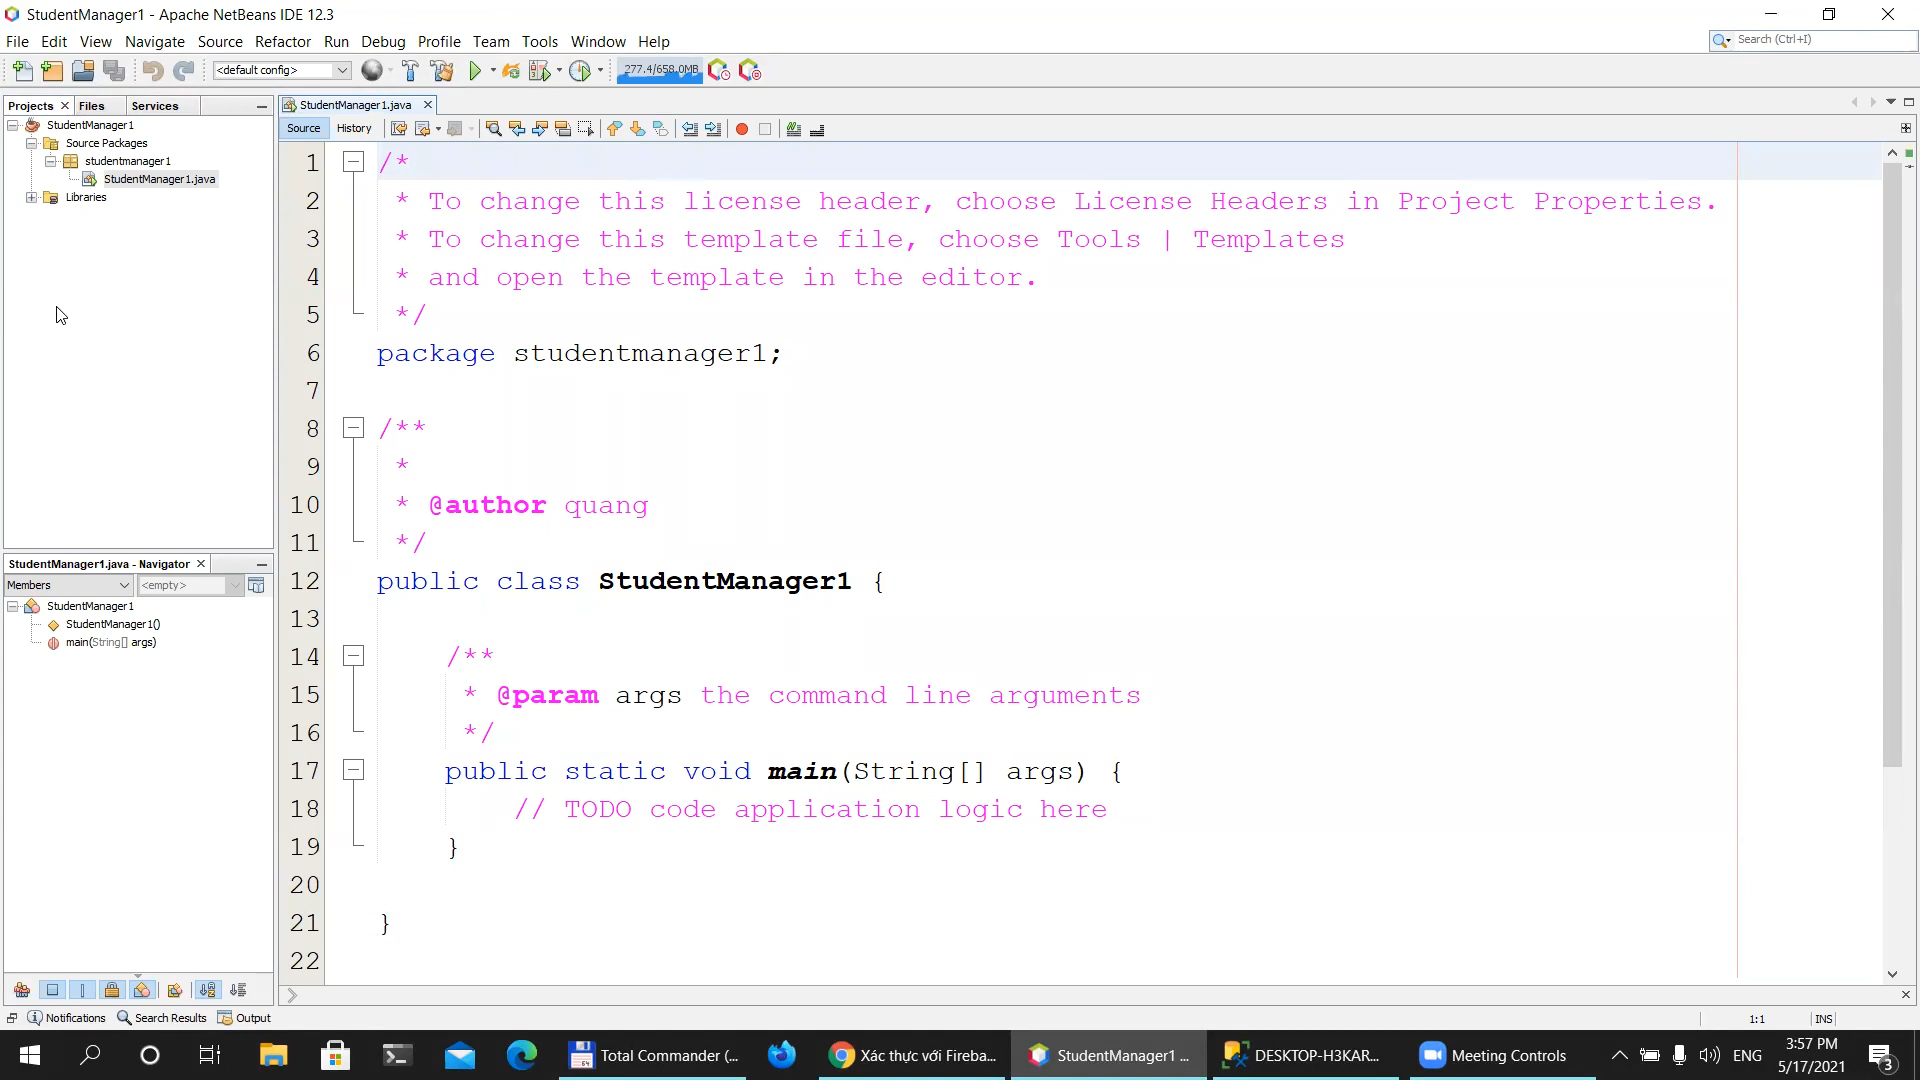 StudentManager1 - Apache NetBeans IDE 12.3
File Edit View Navigate Source Refactor Run Debug Profile Team Tools Window Help
Search (Ctrl+I)
<default config>
277.4/658.0MB
Projects Files Services
StudentManager1.java
StudentManager1
Source Packages
studentmanager1
StudentManager1.java
Libraries
Source History
1 /*
2 * To change this license header, choose License Headers in Project Properties.
3 * To change this template file, choose Tools | Templates
4 * and open the template in the editor.
5 */
6 package studentmanager1;
7
8 /**
9 *
10 * @author quang
11 */
12 public class StudentManager1 {
13
14 /**
15 * @param args the command line arguments
16 */
17 public static void main(String[] args) {
18 // TODO code application logic here
19 }
20
21 }
22
StudentManager1.java - Navigator
Members <empty>
StudentManager1
StudentManager1()
main(String[] args)
Notifications Search Results Output
1:1 INS
Total Commander (...
Xác thực với Fireba...
StudentManager1 ...
DESKTOP-H3KAR...
Meeting Controls
ENG
3:57 PM
5/17/2021
3